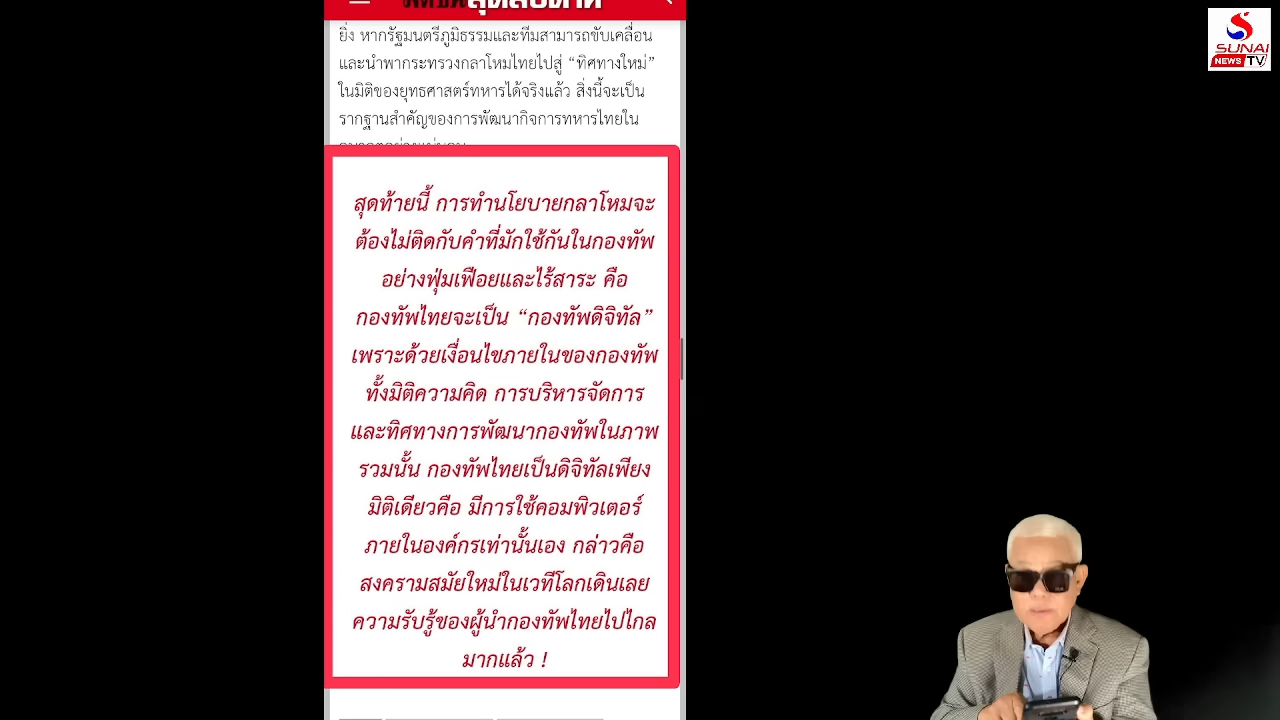 สุดสัปดาห์
SUNAI
NEWS TV
ยิ่ง หากรัฐมนตรีภูมิธรรมและทีมสามารถขับเคลื่อน
และนำพากระทรวงกลาโหมไทยไปสู่ “ทิศทางใหม่”
ในมิติของยุทธศาสตร์ทหารได้จริงแล้ว สิ่งนี้จะเป็น
รากฐานสำคัญของการพัฒนากิจการทหารไทยใน
สุดท้ายนี้ การทำนโยบายกลาโหมจะ
ต้องไม่ติดกับคำที่มักใช้กันในกองทัพ
อย่างฟุ่มเฟือยและไร้สาระ คือ
กองทัพไทยจะเป็น “กองทัพดิจิทัล”
เพราะด้วยเงื่อนไขภายในของกองทัพ
ทั้งมิติความคิด การบริหารจัดการ
และทิศทางการพัฒนากองทัพในภาพ
รวมนั้น กองทัพไทยเป็นดิจิทัลเพียง
มิติเดียวคือ มีการใช้คอมพิวเตอร์
ภายในองค์กรเท่านั้นเอง กล่าวคือ
สงครามสมัยใหม่ในเวทีโลกเดินเลย
ความรับรู้ของผู้นำกองทัพไทยไปไกล
มากแล้ว !